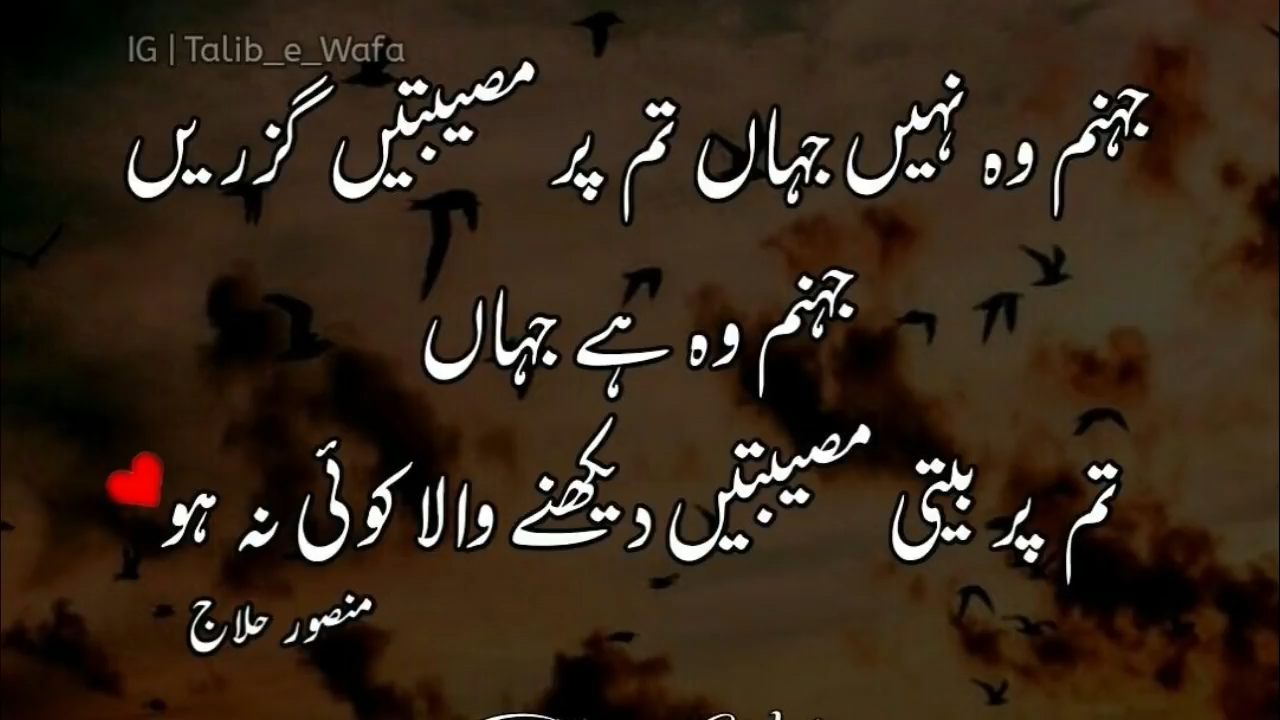 IG | Talib_e_Wafa
جہنم وہ نہیں جہاں تم پر مصیبتیں گزریں
جہنم وہ ہے جہاں
تم پر بیتی مصیبتیں دیکھنے والا کوئی نہ ہو
منصور حلاج